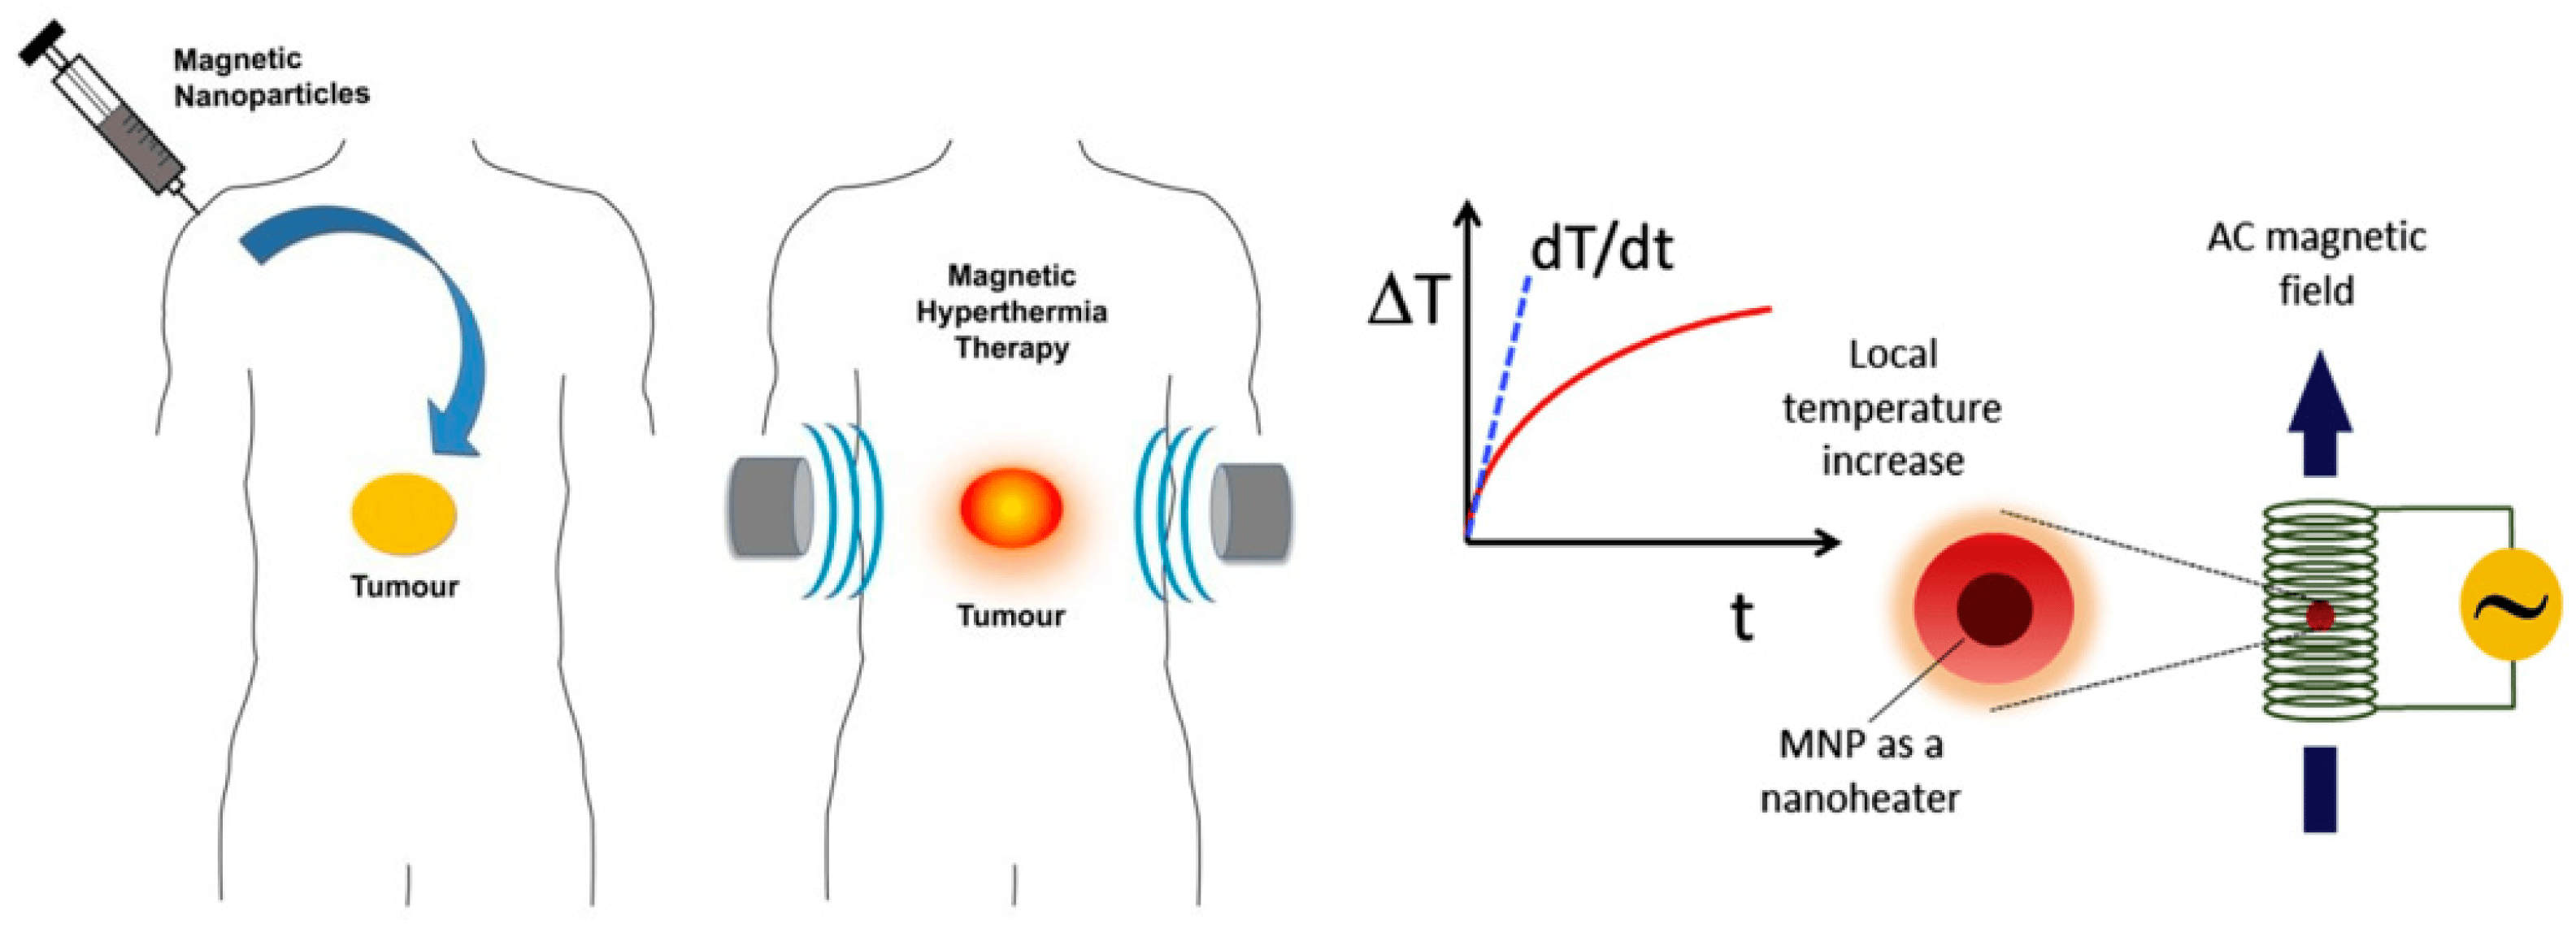 Magnetic
Nanoparticles
Tumour
Magnetic
Hyperthermia
Therapy
Tumour
dT/dt
ΔT
t
Local
temperature
increase
MNP as a
nanoheater
AC magnetic
field
~